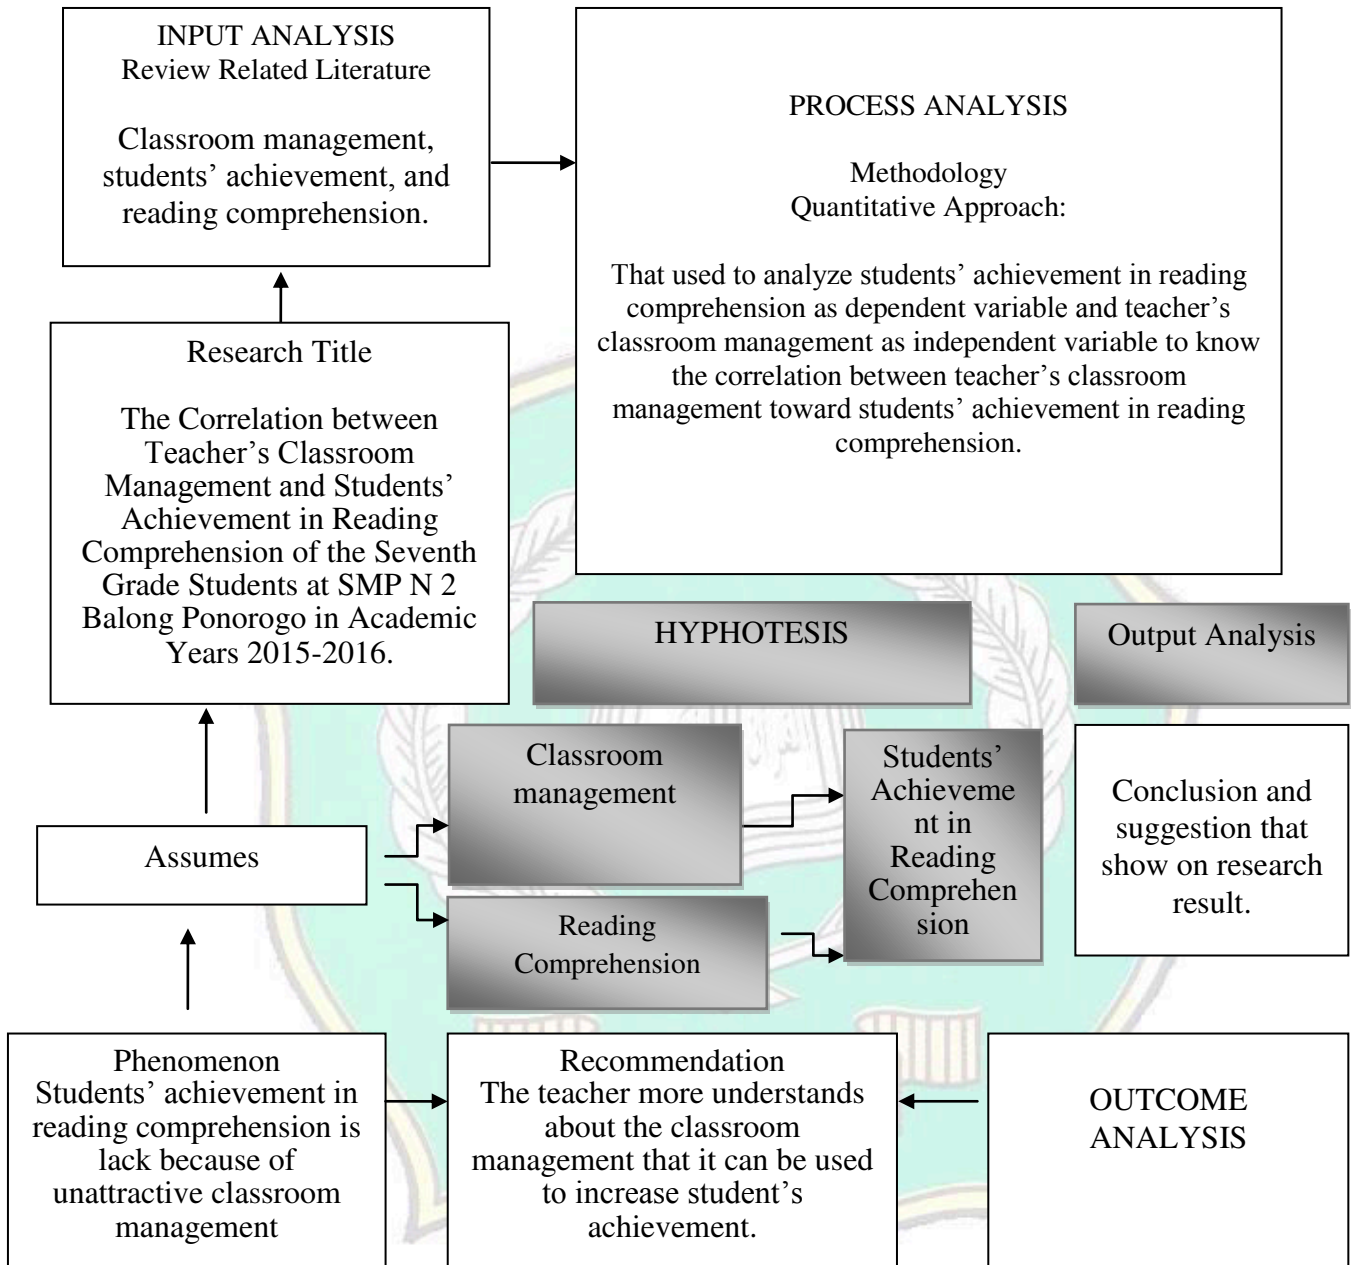 INPUT ANALYSIS
Review Related Literature
Classroom management,
students’ achievement, and
reading comprehension.
PROCESS ANALYSIS
Methodology
Quantitative Approach:
That used to analyze students’ achievement in reading
comprehension as dependent variable and teacher’s
classroom management as independent variable to know
the correlation between teacher’s classroom
management toward students’ achievement in reading
comprehension.
Research Title
The Correlation between
Teacher’s Classroom
Management and Students’
Achievement in Reading
Comprehension of the Seventh
Grade Students at SMP N 2
Balong Ponorogo in Academic
Years 2015-2016.
HYPHOTESIS
Output Analysis
Classroom
management
Students’
Achieveme
nt in
Reading
Comprehen
sion
Conclusion and
suggestion that
show on research
result.
Assumes
Reading
Comprehension
Phenomenon
Students’ achievement in
reading comprehension is
lack because of
unattractive classroom
management
Recommendation
The teacher more understands
about the classroom
management that it can be used
to increase student’s
achievement.
OUTCOME
ANALYSIS